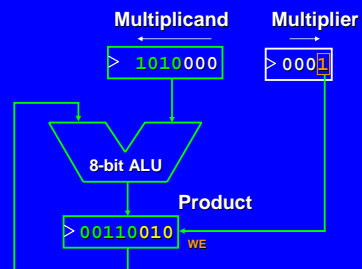 Multiplicand Multiplier
1010000 0001
8-bit ALU
Product
00110010
WE